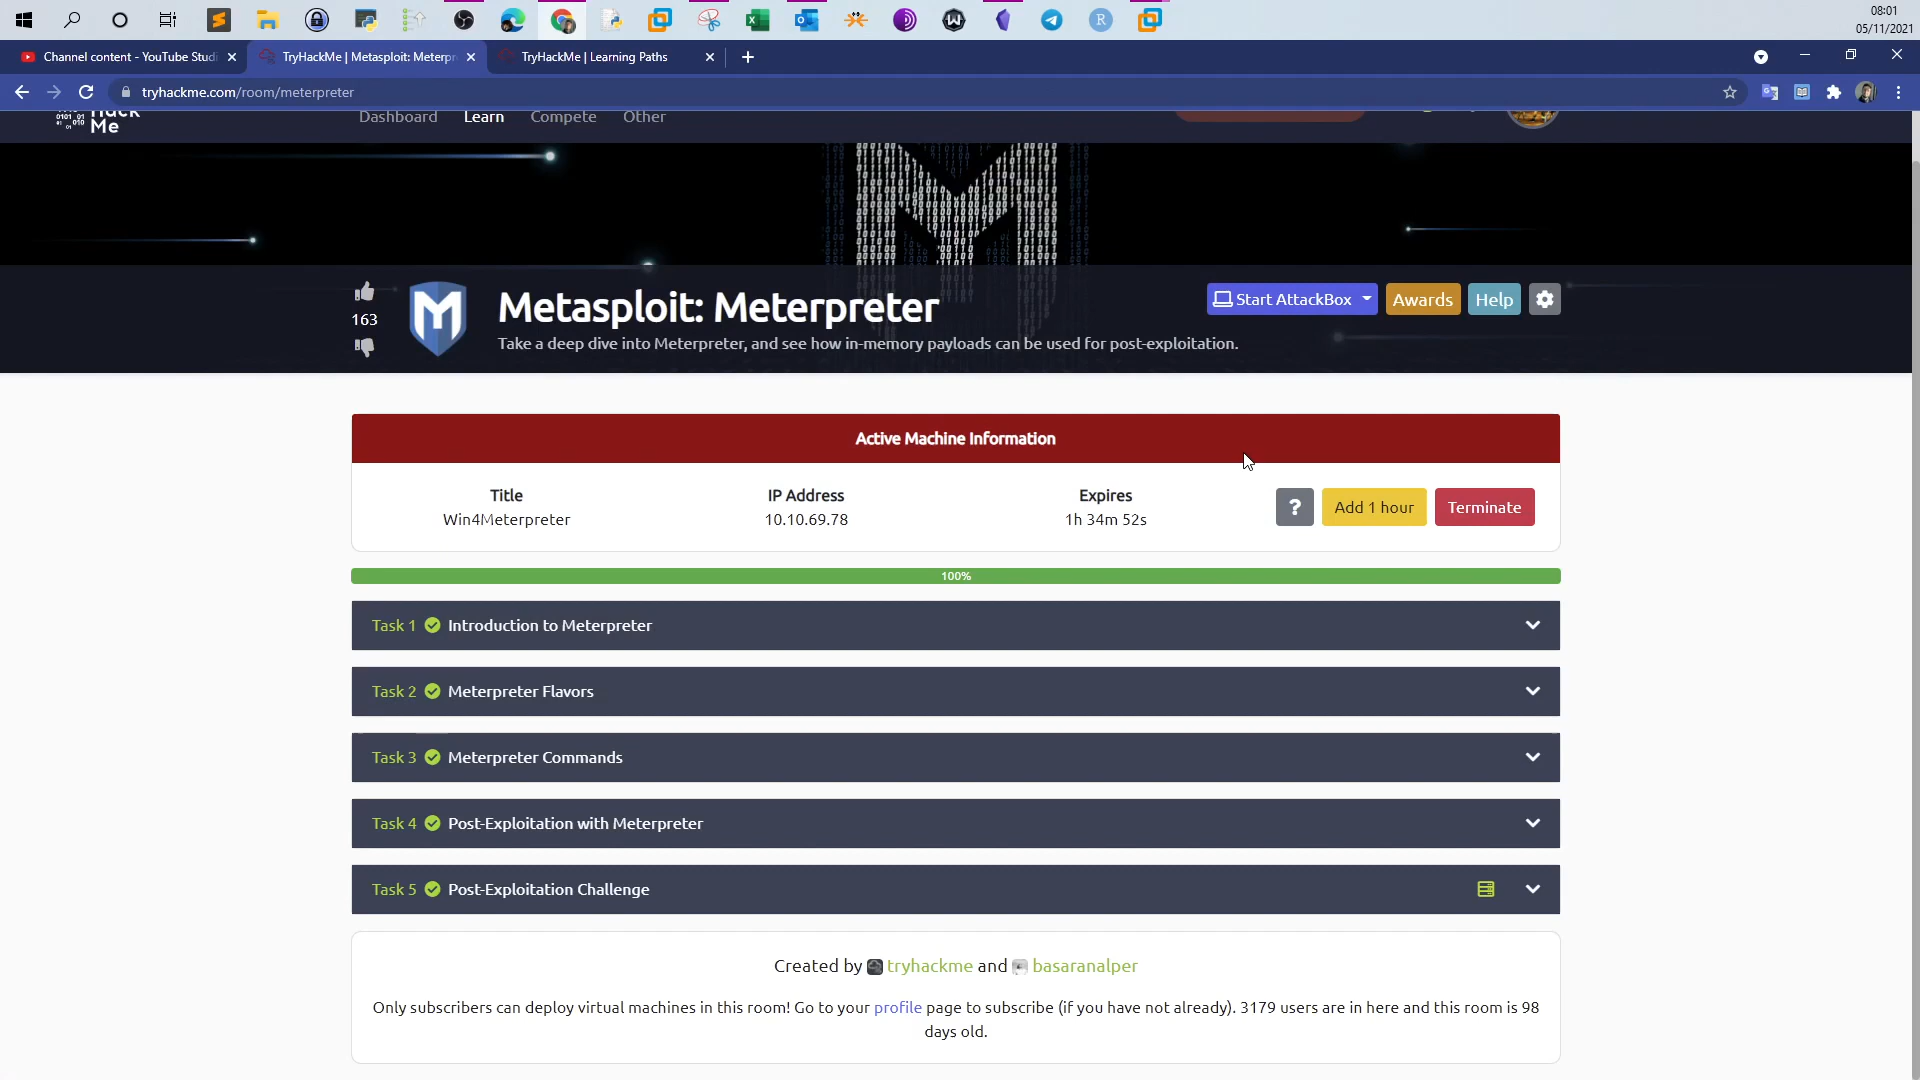 08:01
05/11/2021
Channel content - YouTube Studi
TryHackMe | Metasploit: Meterpr
TryHackMe | Learning Paths
tryhackme.com/room/meterpreter
Hack
Me
Dashboard
Learn
Compete
Other
163
Metasploit: Meterpreter
Take a deep dive into Meterpreter, and see how in-memory payloads can be used for post-exploitation.
Start AttackBox
Awards
Help
Active Machine Information
Title
IP Address
Expires
Win4Meterpreter
10.10.69.78
1h 34m 52s
?
Add 1 hour
Terminate
100%
Task 1 Introduction to Meterpreter
Task 2 Meterpreter Flavors
Task 3 Meterpreter Commands
Task 4 Post-Exploitation with Meterpreter
Task 5 Post-Exploitation Challenge
Created by tryhackme and basaranalper
Only subscribers can deploy virtual machines in this room! Go to your profile page to subscribe (if you have not already). 3179 users are in here and this room is 98
days old.